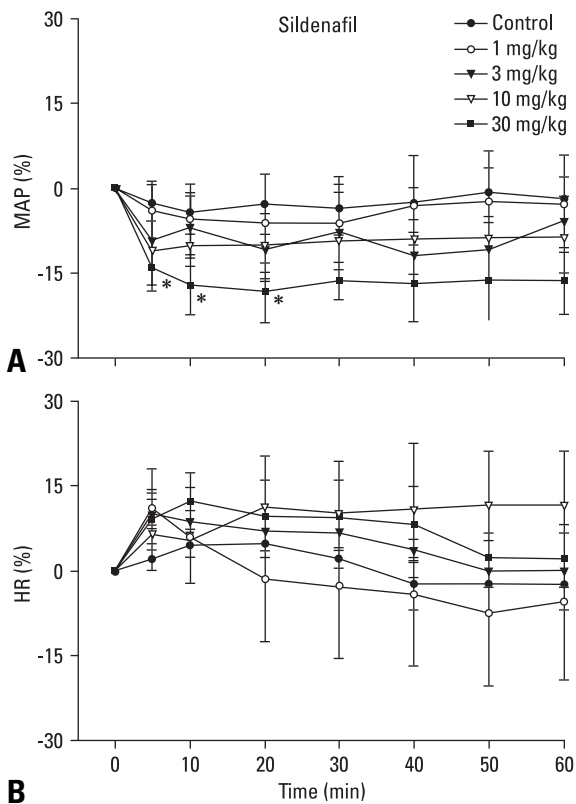 Sildenafil
Control
1 mg/kg
3 mg/kg
10 mg/kg
30 mg/kg
30
15
0
-15
-30
MAP (%)
* * *
A
30
15
0
-15
-30
HR (%)
0 10 20 30 40 50 60
Time (min)
B